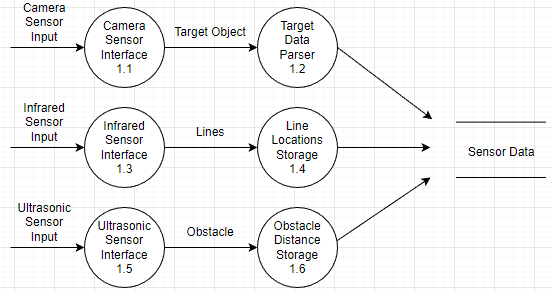 Camera
Sensor
Input
Camera
Sensor
Interface
1.1
Target Object
Target
Data
Parser
1.2
Infrared
Sensor
Input
Infrared
Sensor
Interface
1.3
Lines
Line
Locations
Storage
1.4
Sensor Data
Ultrasonic
Sensor
Input
Ultrasonic
Sensor
Interface
1.5
Obstacle
Obstacle
Distance
Storage
1.6